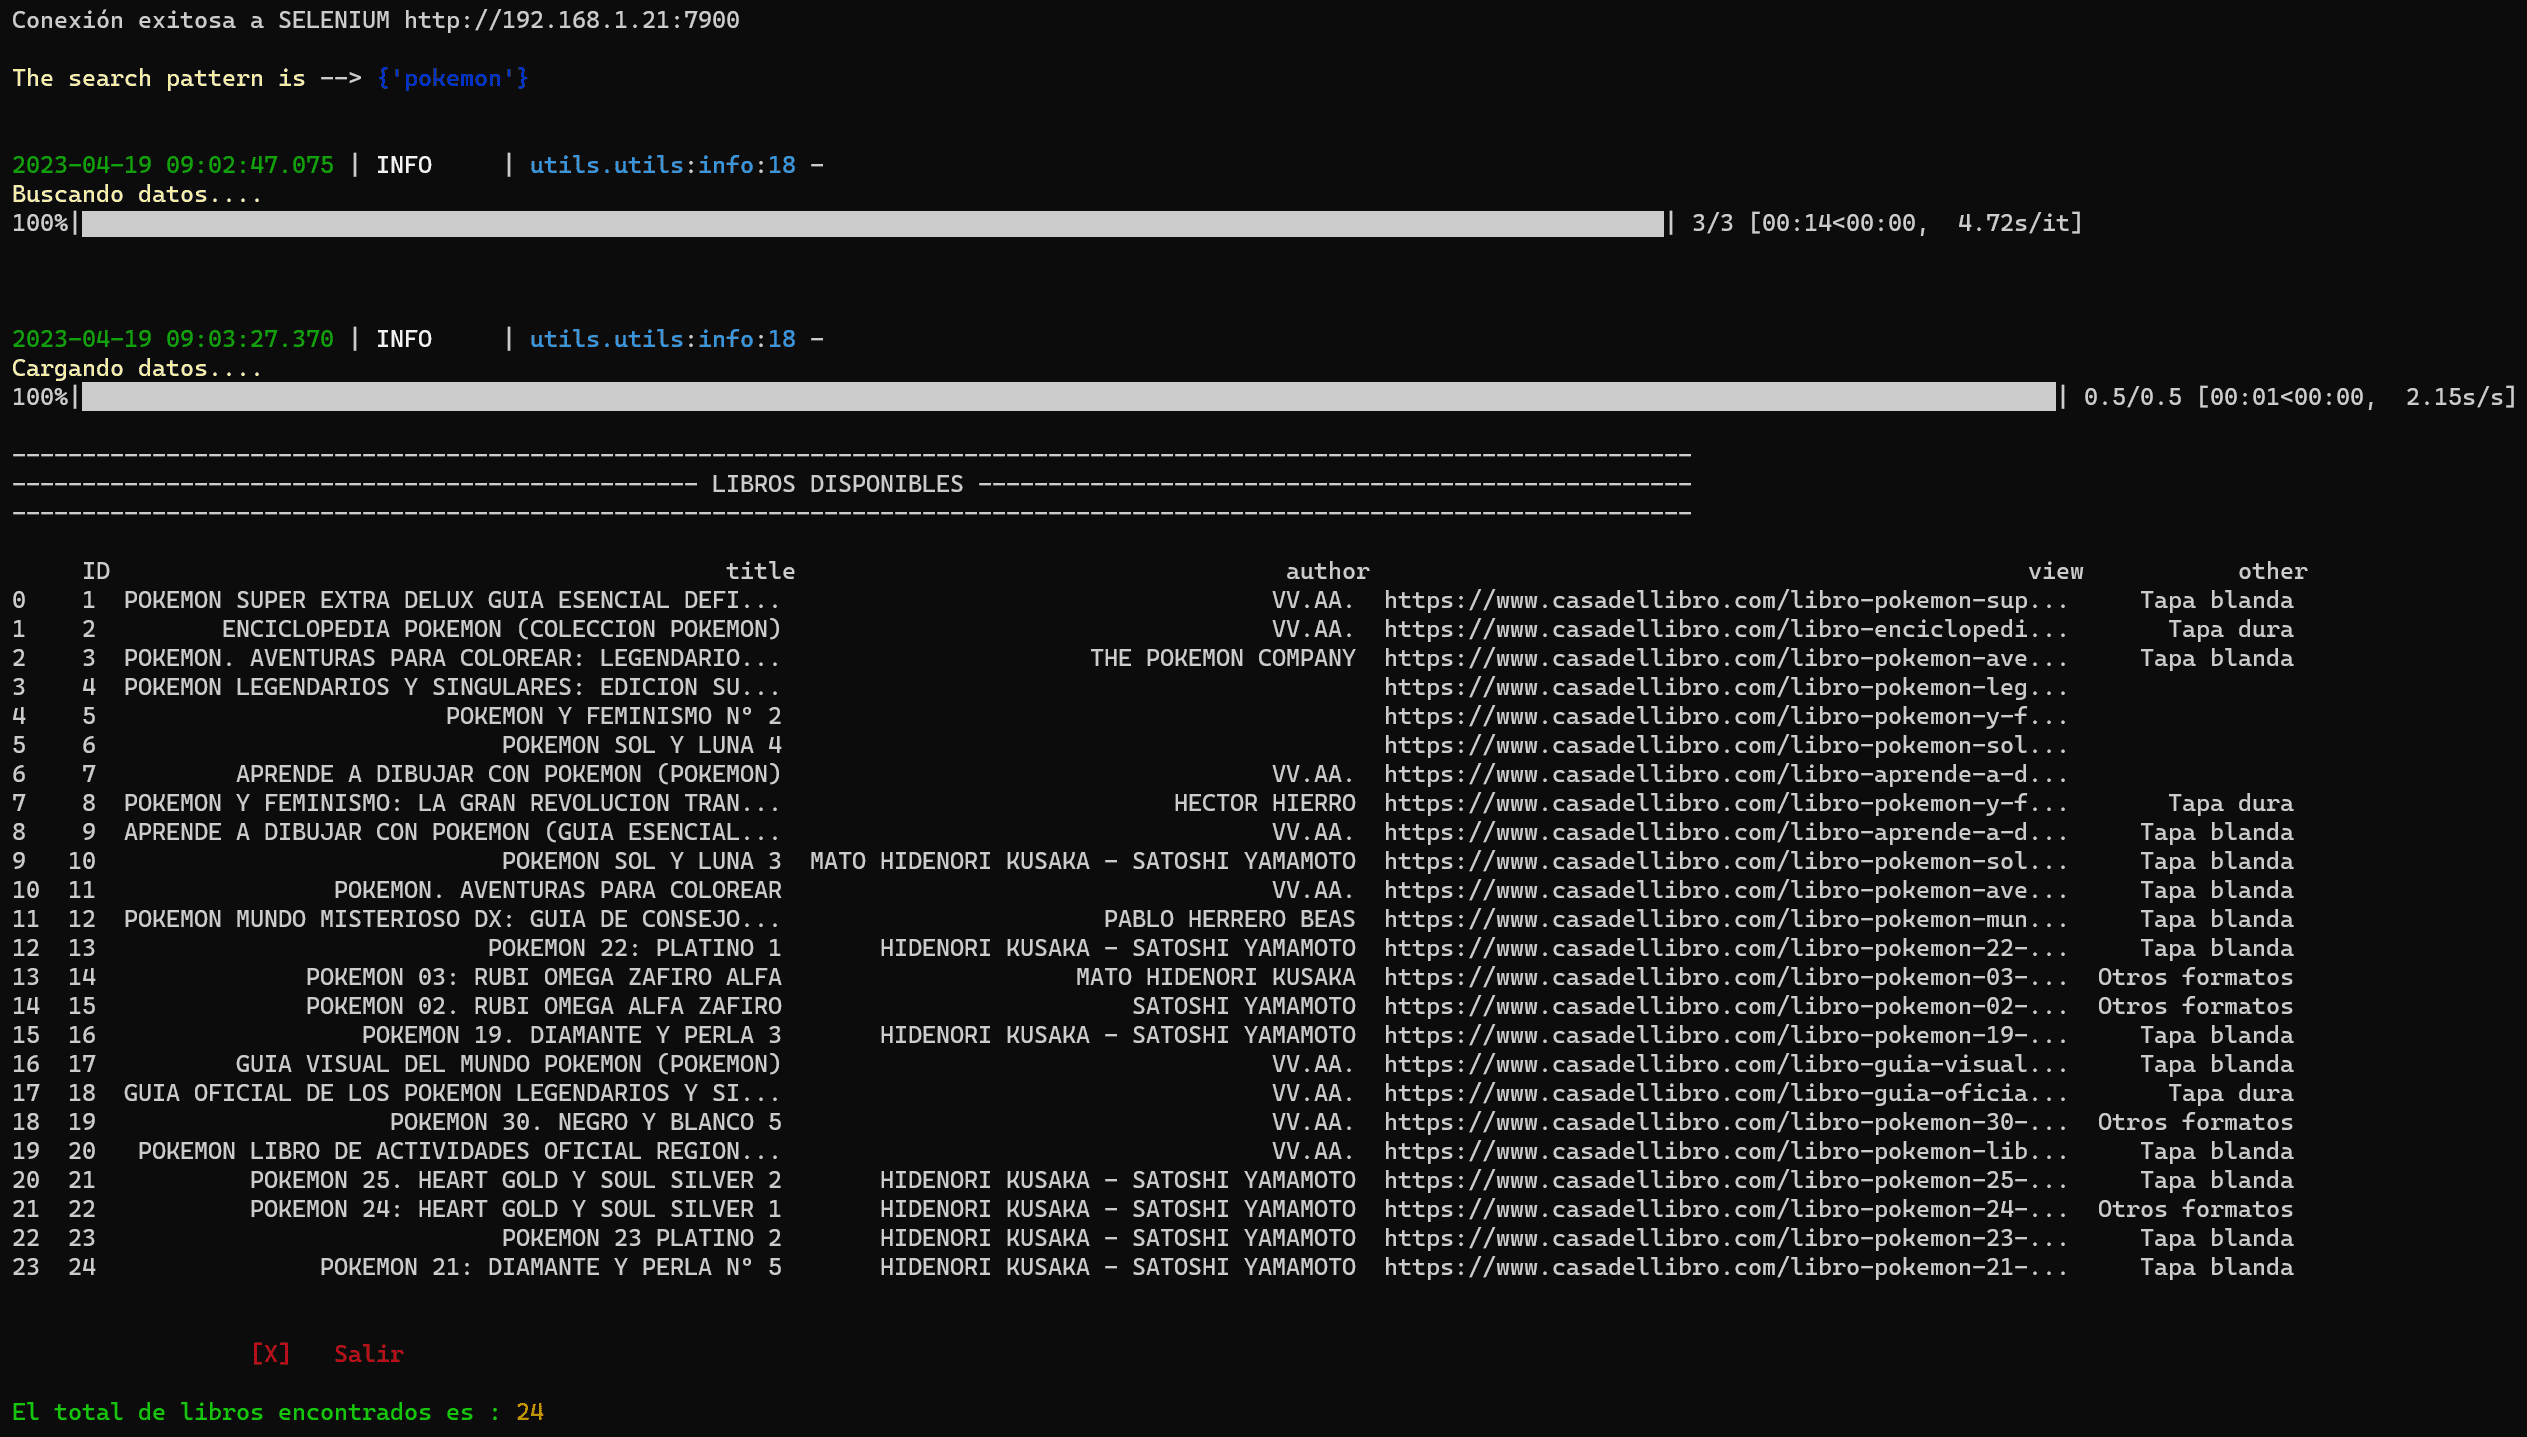 Conexión exitosa a SELENIUM http://192.168.1.21:7900
The search pattern is --> {'pokemon'}
2023-04-19 09:02:47.075 | INFO     | utils.utils:info:18 -
Buscando datos....
100%| | 3/3 [00:14<00:00,  4.72s/it]
2023-04-19 09:03:27.370 | INFO     | utils.utils:info:18 -
Cargando datos....
100%| | 0.5/0.5 [00:01<00:00,  2.15s/s]
------------------------------------------------------------------------------------------------------------------------
------------------------------------------------- LIBROS DISPONIBLES ---------------------------------------------------
------------------------------------------------------------------------------------------------------------------------
ID title author view other
0 1 POKEMON SUPER EXTRA DELUX GUIA ESENCIAL DEFI... VV.AA. https://www.casadellibro.com/libro-pokemon-sup... Tapa blanda
1 2 ENCICLOPEDIA POKEMON (COLECCION POKEMON) VV.AA. https://www.casadellibro.com/libro-enciclopedi... Tapa dura
2 3 POKEMON. AVENTURAS PARA COLOREAR: LEGENDARIO... THE POKEMON COMPANY https://www.casadellibro.com/libro-pokemon-ave... Tapa blanda
3 4 POKEMON LEGENDARIOS Y SINGULARES: EDICION SU... https://www.casadellibro.com/libro-pokemon-leg...
4 5 POKEMON Y FEMINISMO Nº 2 https://www.casadellibro.com/libro-pokemon-y-f...
5 6 POKEMON SOL Y LUNA 4 https://www.casadellibro.com/libro-pokemon-sol...
6 7 APRENDE A DIBUJAR CON POKEMON (POKEMON) VV.AA. https://www.casadellibro.com/libro-aprende-a-d...
7 8 POKEMON Y FEMINISMO: LA GRAN REVOLUCION TRAN... HECTOR HIERRO https://www.casadellibro.com/libro-pokemon-y-f... Tapa dura
8 9 APRENDE A DIBUJAR CON POKEMON (GUIA ESENCIAL... VV.AA. https://www.casadellibro.com/libro-aprende-a-d... Tapa blanda
9 10 POKEMON SOL Y LUNA 3 MATO HIDENORI KUSAKA - SATOSHI YAMAMOTO https://www.casadellibro.com/libro-pokemon-sol... Tapa blanda
10 11 POKEMON. AVENTURAS PARA COLOREAR VV.AA. https://www.casadellibro.com/libro-pokemon-ave... Tapa blanda
11 12 POKEMON MUNDO MISTERIOSO DX: GUIA DE CONSEJO... PABLO HERRERO BEAS https://www.casadellibro.com/libro-pokemon-mun... Tapa blanda
12 13 POKEMON 22: PLATINO 1 HIDENORI KUSAKA - SATOSHI YAMAMOTO https://www.casadellibro.com/libro-pokemon-22-... Tapa blanda
13 14 POKEMON 03: RUBI OMEGA ZAFIRO ALFA MATO HIDENORI KUSAKA https://www.casadellibro.com/libro-pokemon-03-... Otros formatos
14 15 POKEMON 02. RUBI OMEGA ALFA ZAFIRO SATOSHI YAMAMOTO https://www.casadellibro.com/libro-pokemon-02-... Otros formatos
15 16 POKEMON 19. DIAMANTE Y PERLA 3 HIDENORI KUSAKA - SATOSHI YAMAMOTO https://www.casadellibro.com/libro-pokemon-19-... Tapa blanda
16 17 GUIA VISUAL DEL MUNDO POKEMON (POKEMON) VV.AA. https://www.casadellibro.com/libro-guia-visual... Tapa blanda
17 18 GUIA OFICIAL DE LOS POKEMON LEGENDARIOS Y SI... VV.AA. https://www.casadellibro.com/libro-guia-oficia... Tapa dura
18 19 POKEMON 30. NEGRO Y BLANCO 5 VV.AA. https://www.casadellibro.com/libro-pokemon-30-... Otros formatos
19 20 POKEMON LIBRO DE ACTIVIDADES OFICIAL REGION... VV.AA. https://www.casadellibro.com/libro-pokemon-lib... Tapa blanda
20 21 POKEMON 25. HEART GOLD Y SOUL SILVER 2 HIDENORI KUSAKA - SATOSHI YAMAMOTO https://www.casadellibro.com/libro-pokemon-25-... Tapa blanda
21 22 POKEMON 24: HEART GOLD Y SOUL SILVER 1 HIDENORI KUSAKA - SATOSHI YAMAMOTO https://www.casadellibro.com/libro-pokemon-24-... Otros formatos
22 23 POKEMON 23 PLATINO 2 HIDENORI KUSAKA - SATOSHI YAMAMOTO https://www.casadellibro.com/libro-pokemon-23-... Tapa blanda
23 24 POKEMON 21: DIAMANTE Y PERLA Nº 5 HIDENORI KUSAKA - SATOSHI YAMAMOTO https://www.casadellibro.com/libro-pokemon-21-... Tapa blanda
[X] Salir
El total de libros encontrados es : 24